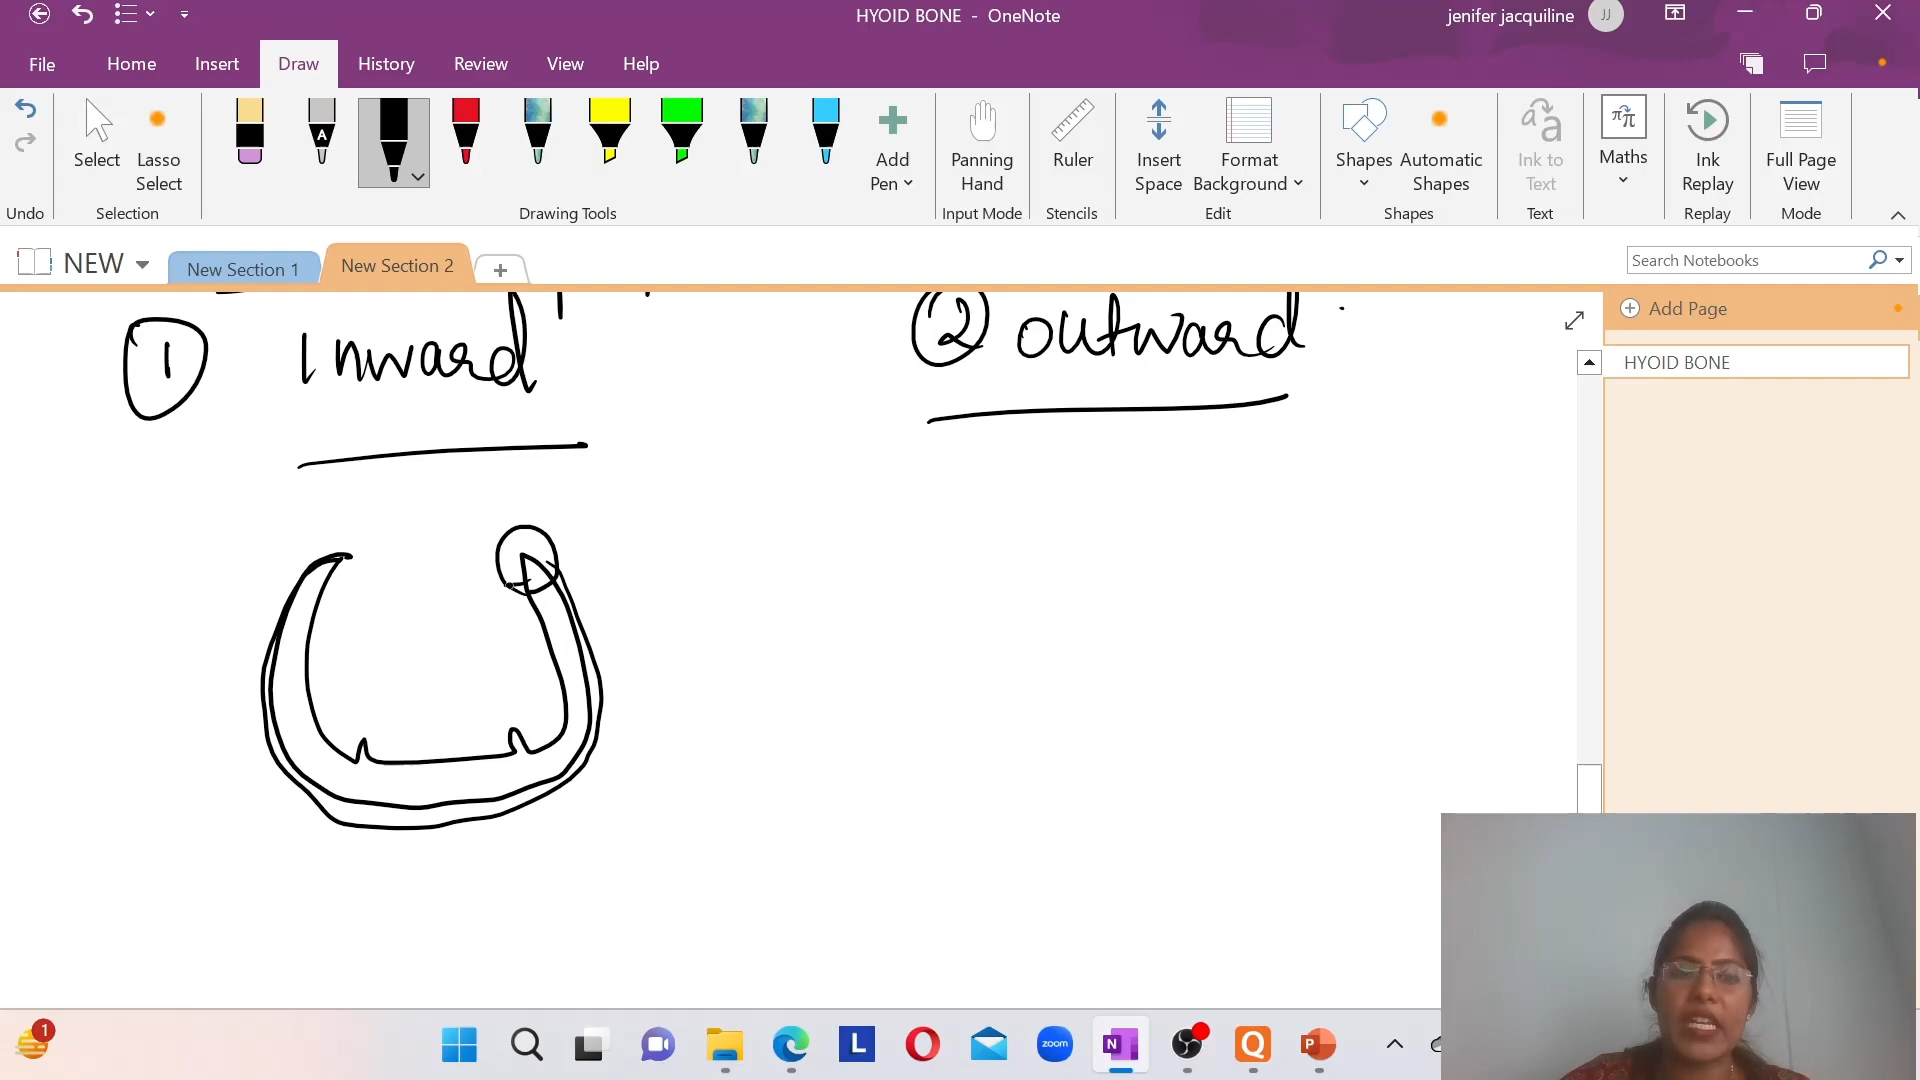 HYOID BONE - OneNote
jenifer jacquiline
JJ
File
Home
Insert
Draw
History
Review
View
Help
A
Select
Lasso
Select
Add
Pen
Panning
Hand
Ruler
Insert
Space
Format
Background
Shapes
Automatic
Shapes
Ink to
Text
Maths
Ink
Replay
Full Page
View
Undo
Selection
Drawing Tools
Input Mode
Stencils
Edit
Shapes
Text
Replay
Mode
NEW
New Section 1
New Section 2
Search Notebooks
Add Page
HYOID BONE
① inward
② outward
1
L
zoom
N
Q
P